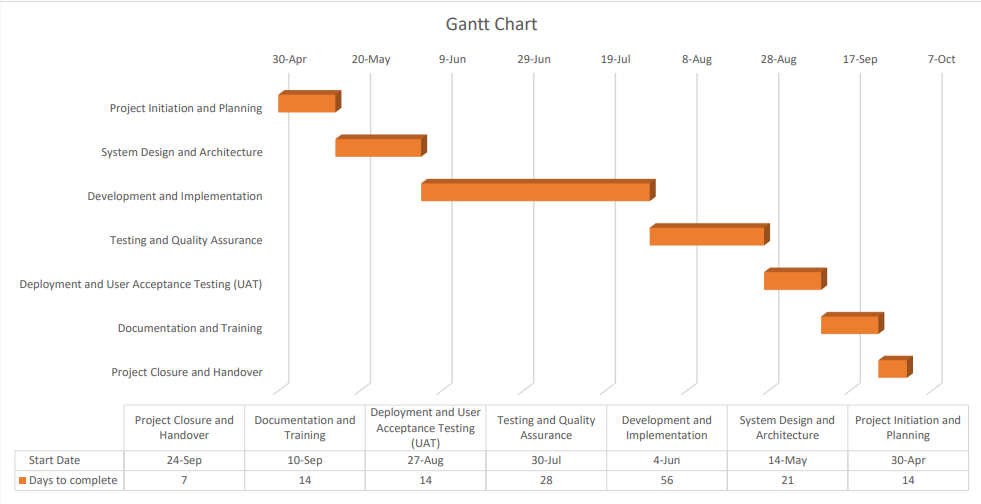 Gantt Chart
30-Apr 20-May 9-Jun 29-Jun 19-Jul 8-Aug 28-Aug 17-Sep 7-Oct
Project Initiation and Planning
System Design and Architecture
Development and Implementation
Testing and Quality Assurance
Deployment and User Acceptance Testing (UAT)
Documentation and Training
Project Closure and Handover
Project Closure and Handover Documentation and Training Deployment and User Acceptance Testing (UAT) Testing and Quality Assurance Development and Implementation System Design and Architecture Project Initiation and Planning
Start Date 24-Sep 10-Sep 27-Aug 30-Jul 4-Jun 14-May 30-Apr
Days to complete 7 14 14 28 56 21 14